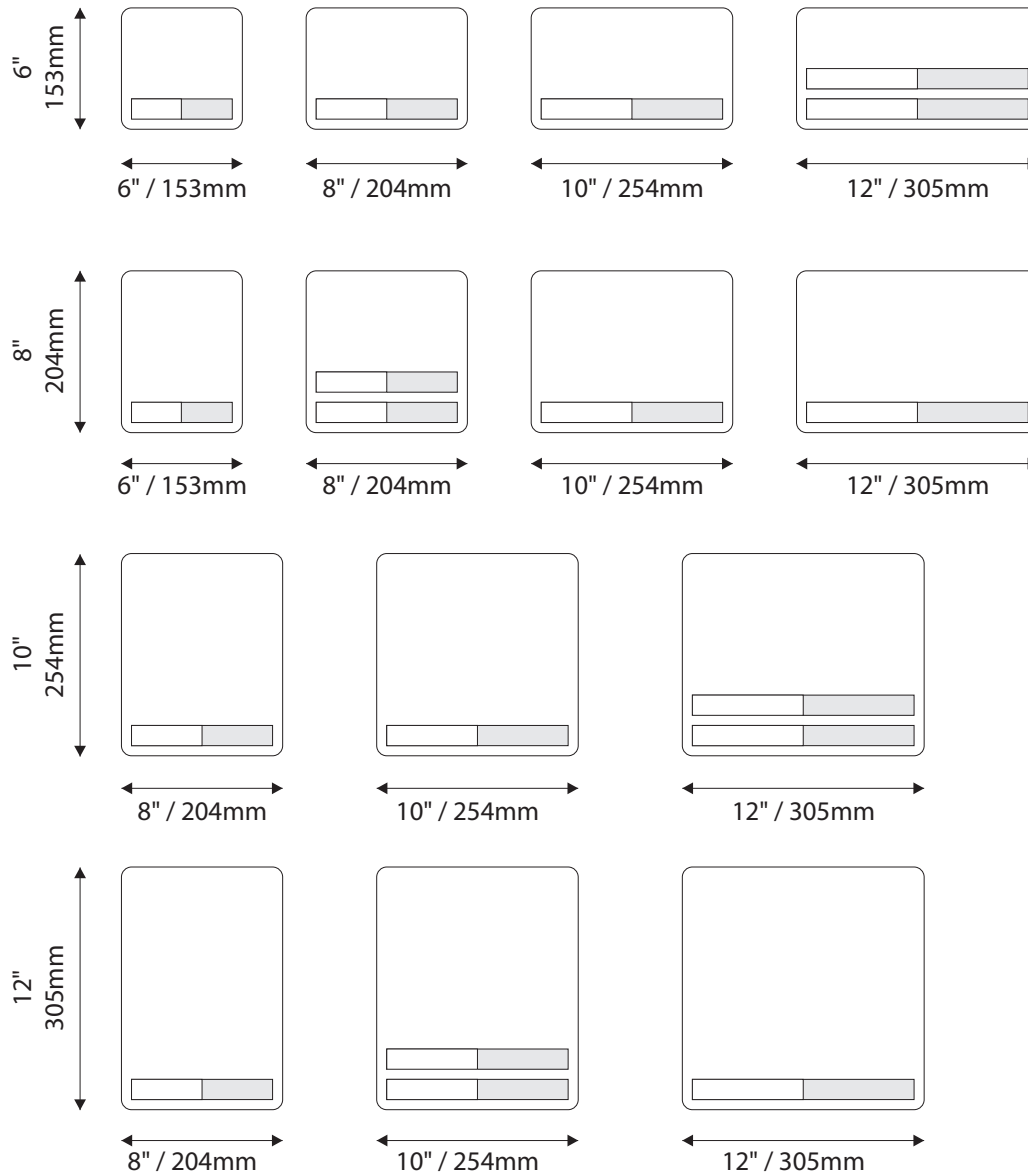 6"
153mm
6" / 153mm
8" / 204mm
10" / 254mm
12" / 305mm
8"
204mm
6" / 153mm
8" / 204mm
10" / 254mm
12" / 305mm
10"
254mm
8" / 204mm
10" / 254mm
12" / 305mm
12"
305mm
8" / 204mm
10" / 254mm
12" / 305mm